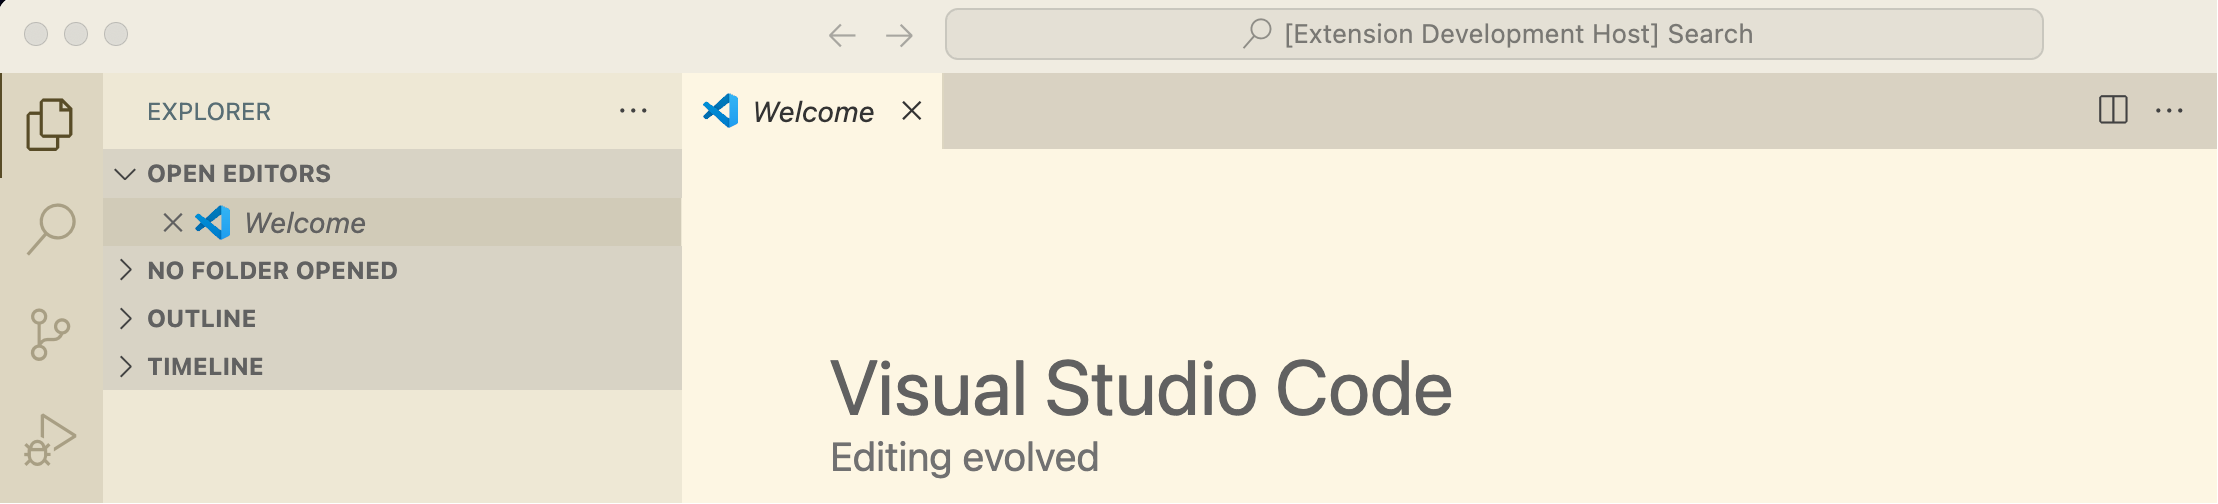 [Extension Development Host] Search
EXPLORER
Welcome
OPEN EDITORS
Welcome
NO FOLDER OPENED
OUTLINE
TIMELINE
Visual Studio Code
Editing evolved